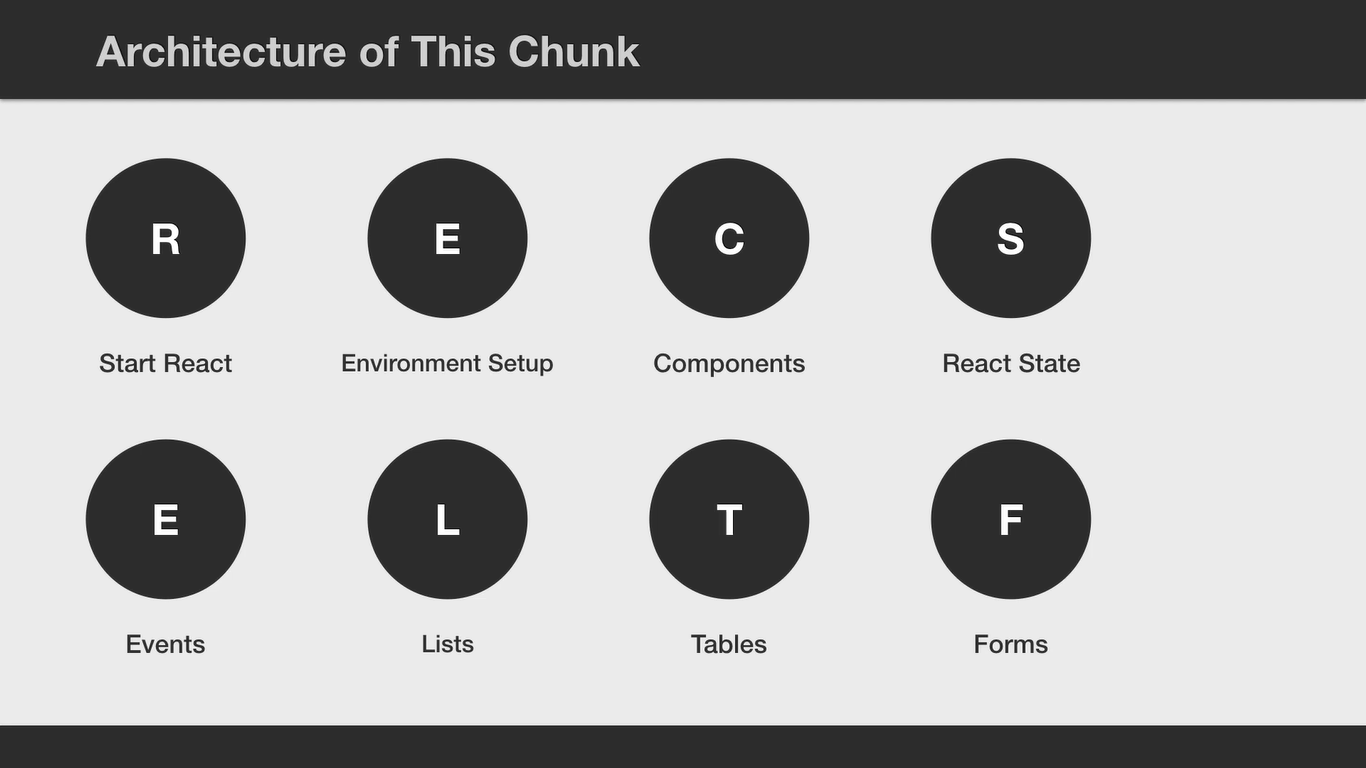 Architecture of This Chunk
R E C S
Start React Environment Setup Components React State
E L T F
Events Lists Tables Forms